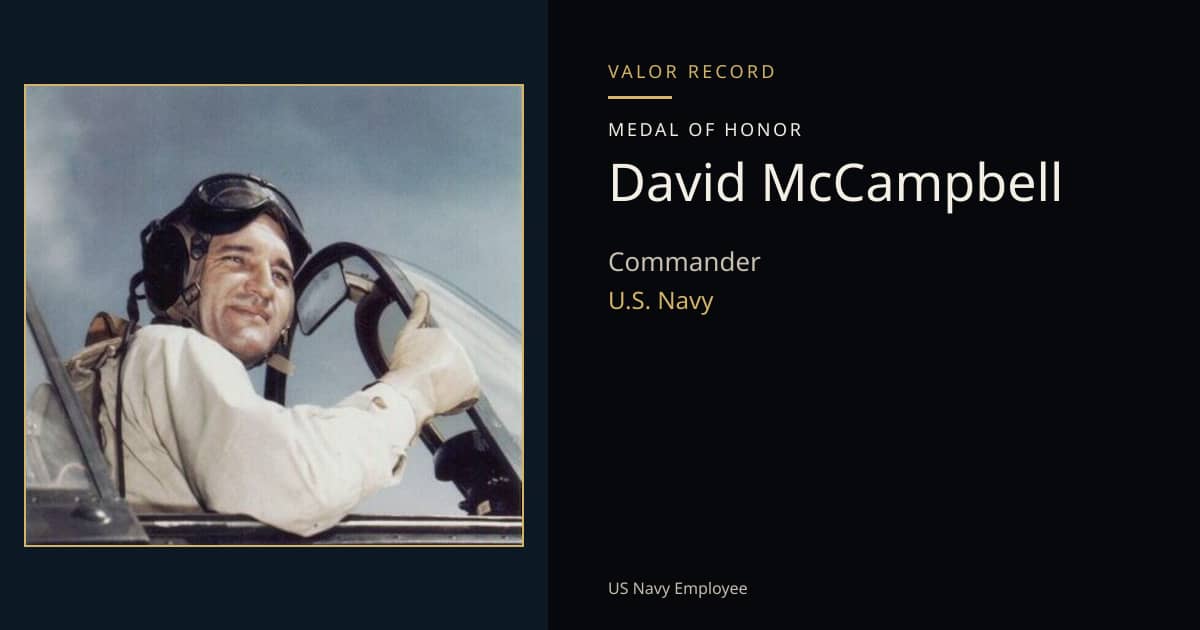 VALOR RECORD
MEDAL OF HONOR
David McCampbell
Commander
U.S. Navy
US Navy Employee